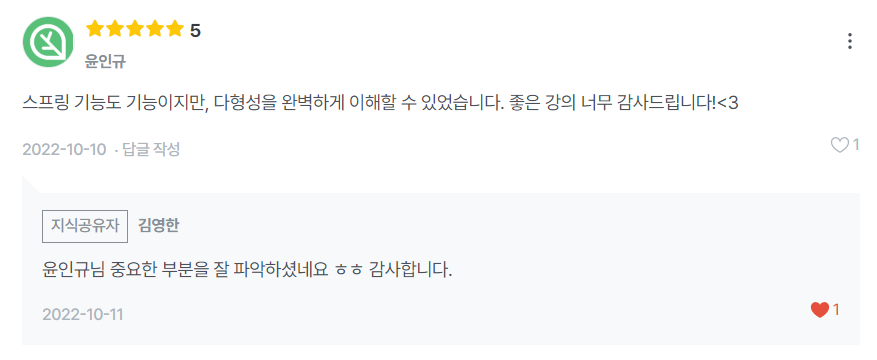 5
윤인규
스프링 기능도 기능이지만, 다형성을 완벽하게 이해할 수 있었습니다. 좋은 강의 너무 감사드립니다!<3
2022-10-10 · 답글 작성
1
지식공유자 김영한
윤인규님 중요한 부분을 잘 파악하셨네요 ㅎㅎ 감사합니다.
2022-10-11
1